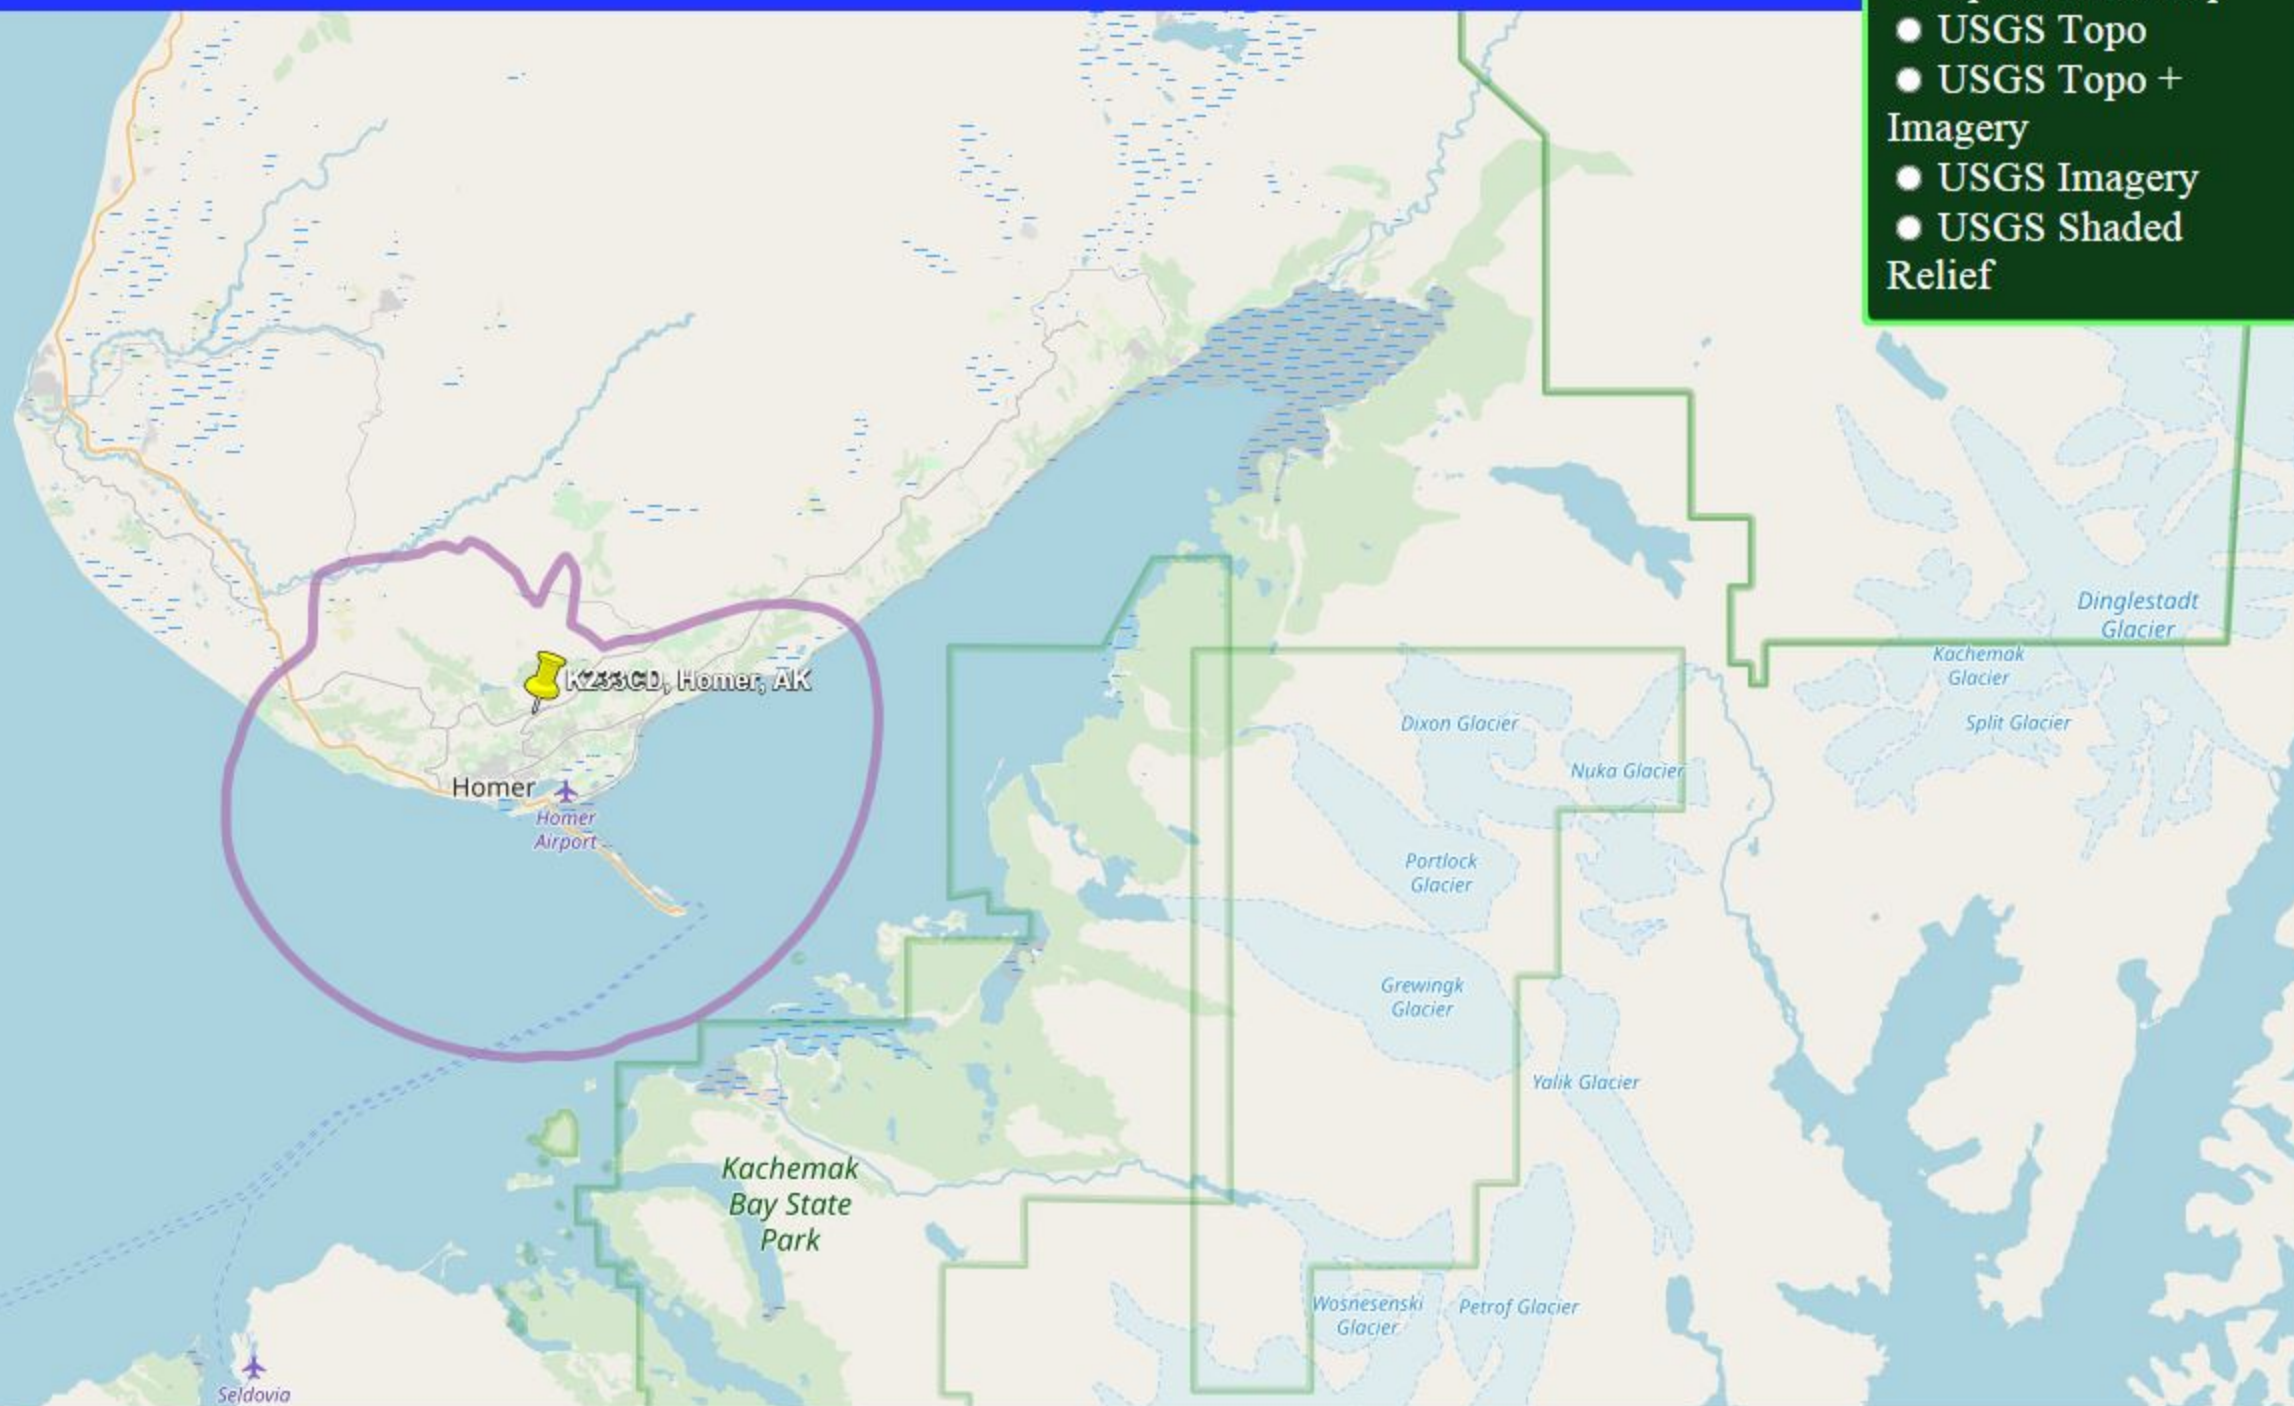 USGS Topo
USGS Topo +
Imagery
USGS Imagery
USGS Shaded
Relief
Dinglestadt
Glacier
Kachemak
Glacier
K233CD, Homer, AK
Dixon Glacier
Split Glacier
Nuka Glacier
Homer
Homer
Airport
Portlock
Glacier
Grewingk
Glacier
Yalik Glacier
Kachemak
Bay State
Park
Wosnesenski
Glacier
Petrof Glacier
Seldovia